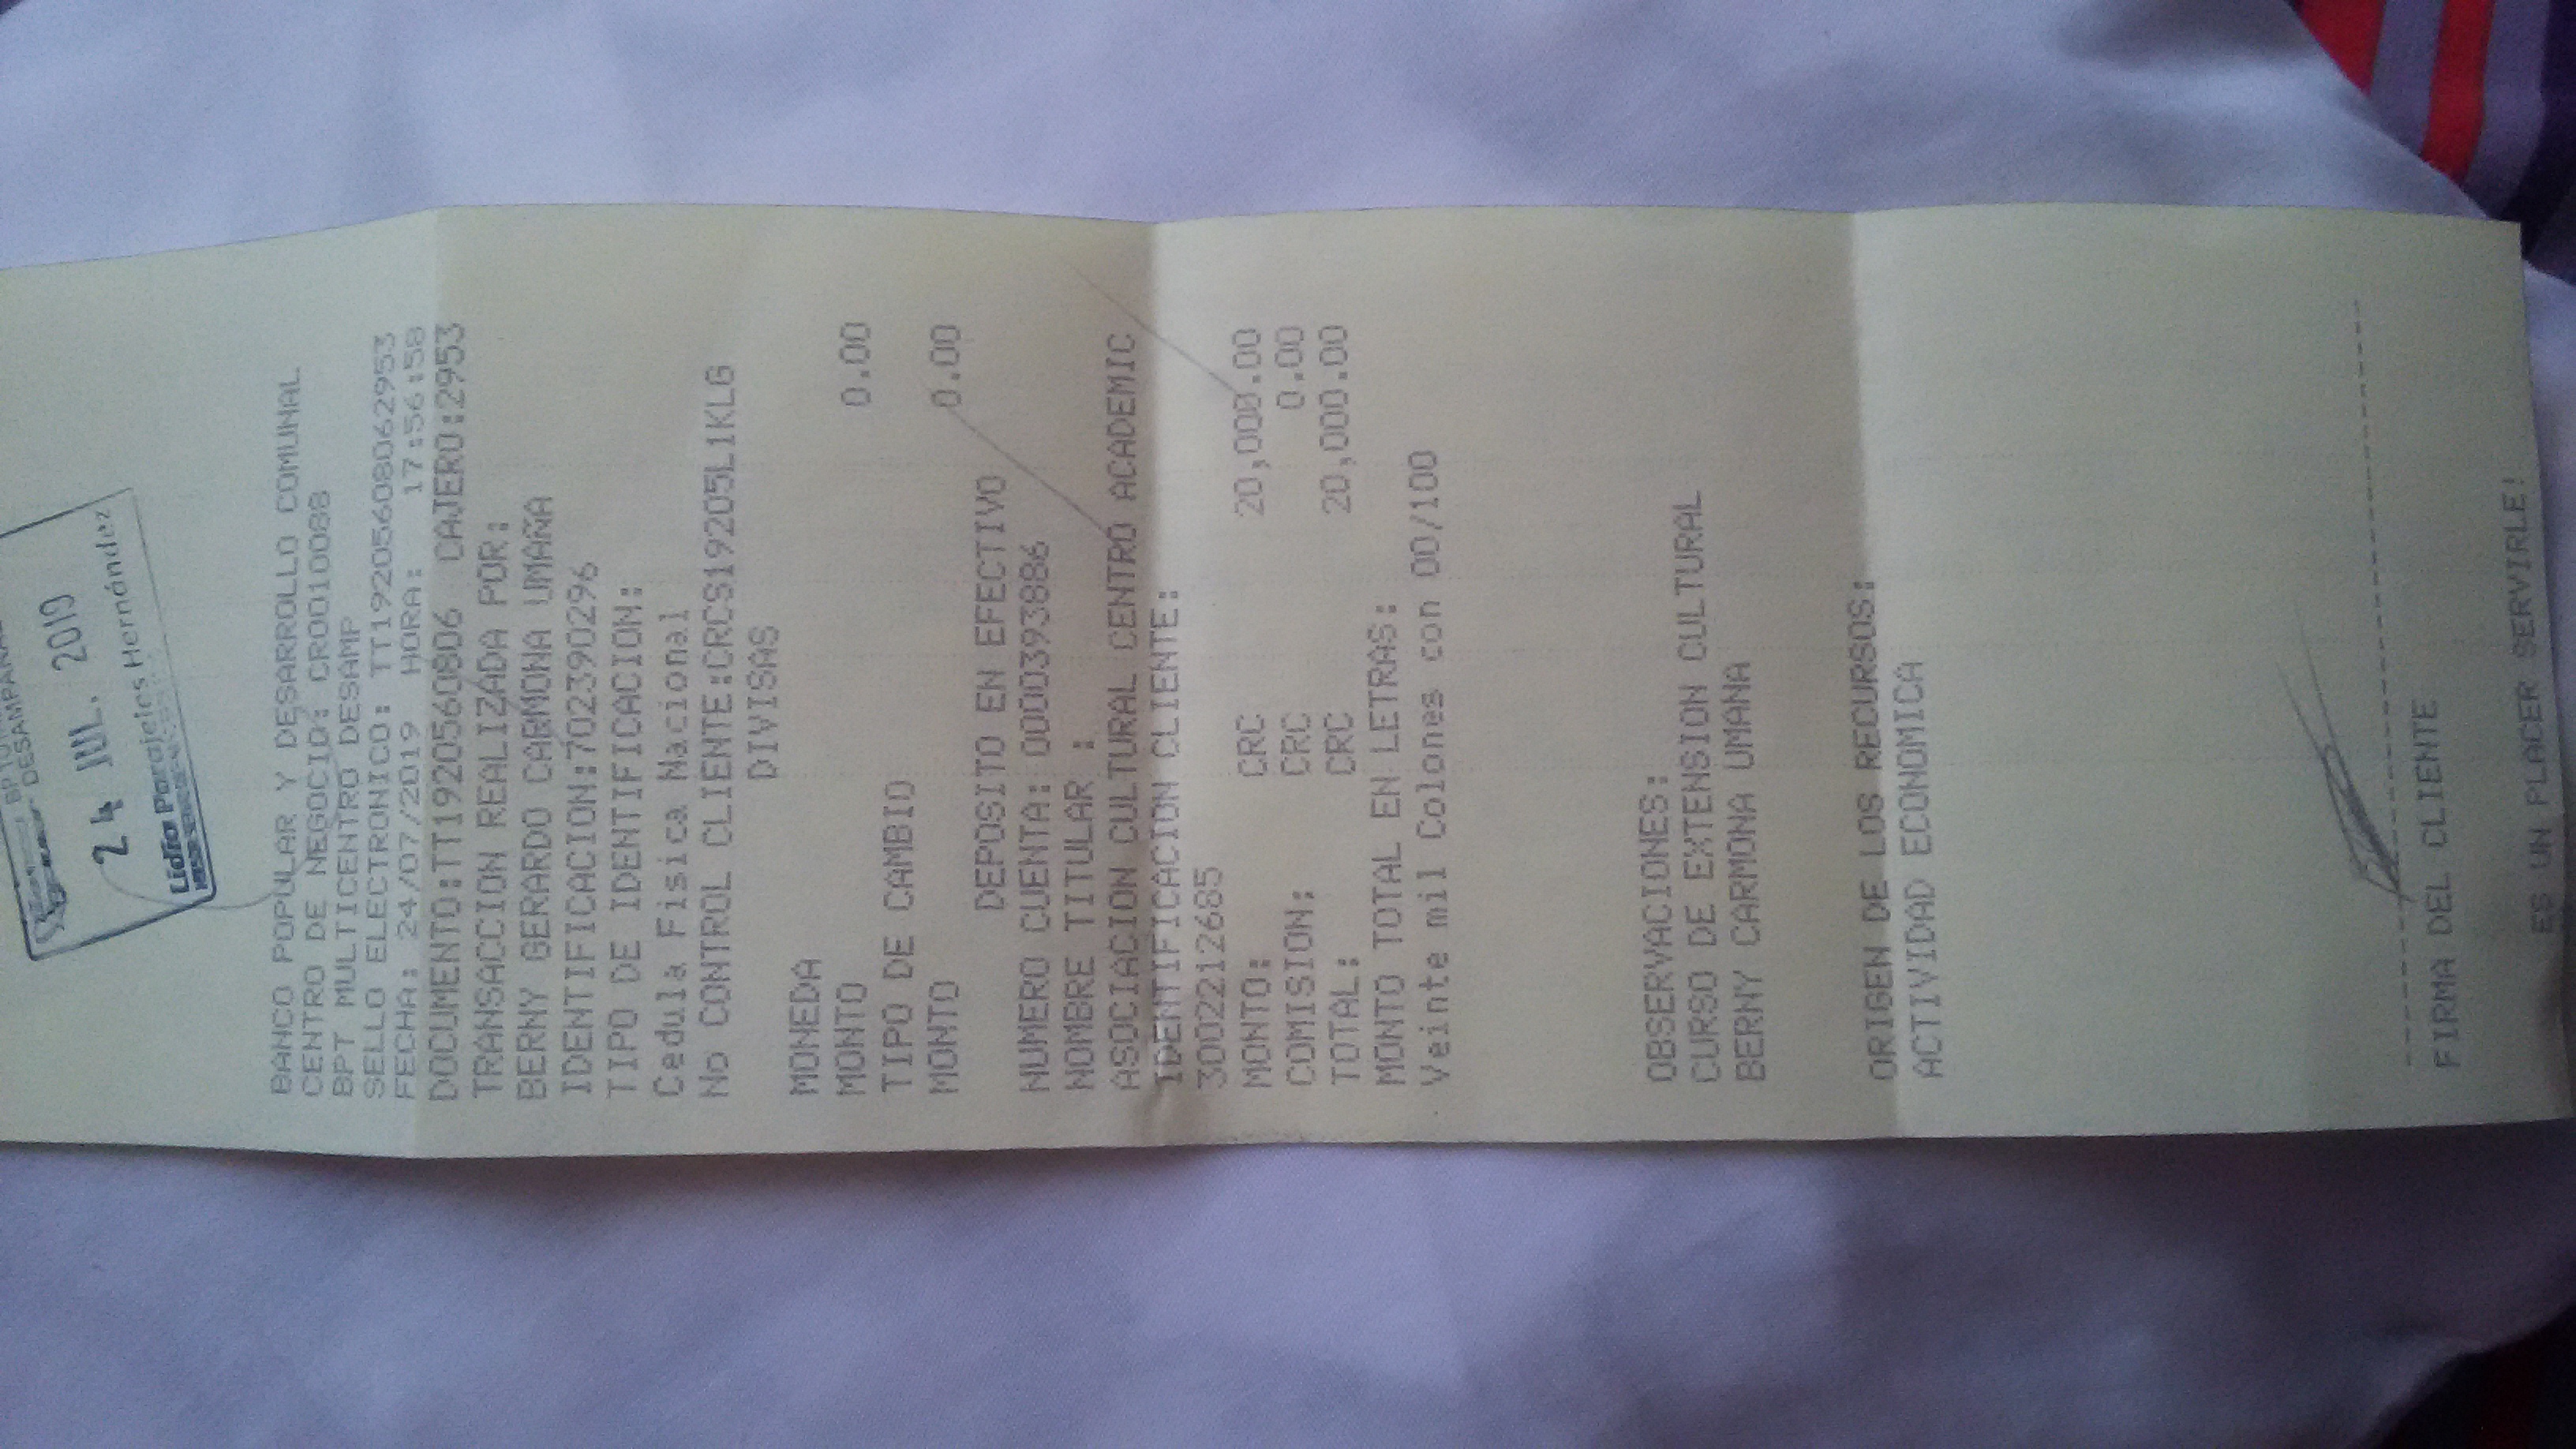 DESAMPARAD
24 JUL. 2019
Lidia Parajeles Hernández
BANCO POPULAR Y DESARROLLO COMUNAL
CENTRO DE NEGOCIO: CR0010088
BPT MULTICENTRO DESAMP
SELLO ELECTRONICO: TT19205608062953
FECHA: 24/07/2019 HORA: 17:56:58
DOCUMENTO:TT1920560806 CAJERO:2953
TRANSACCION REALIZADA POR:
BERNY GERARDO CARMONA UMAÑA
IDENTIFICACION:702390296
TIPO DE IDENTIFICACION:
Cedula Fisica Nacional
No CONTROL CLIENTE:CRCS19205L1KLG
DIVISAS
MONEDA
MONTO 0.00
TIPO DE CAMBIO
MONTO 0.00
DEPOSITO EN EFECTIVO
NUMERO CUENTA: 0000393886
NOMBRE TITULAR :
ASOCIACION CULTURAL CENTRO ACADEMIC
IDENTIFICACION CLIENTE:
3002212685
MONTO: CRC 20,000.00
COMISION: CRC 0.00
TOTAL: CRC 20,000.00
MONTO TOTAL EN LETRAS:
Veinte mil Colones con 00/100
OBSERVACIONES:
CURSO DE EXTENSION CULTURAL
BERNY CARMONA UMANA
ORIGEN DE LOS RECURSOS:
ACTIVIDAD ECONOMICA
FIRMA DEL CLIENTE
ES UN PLACER SERVIRLE!